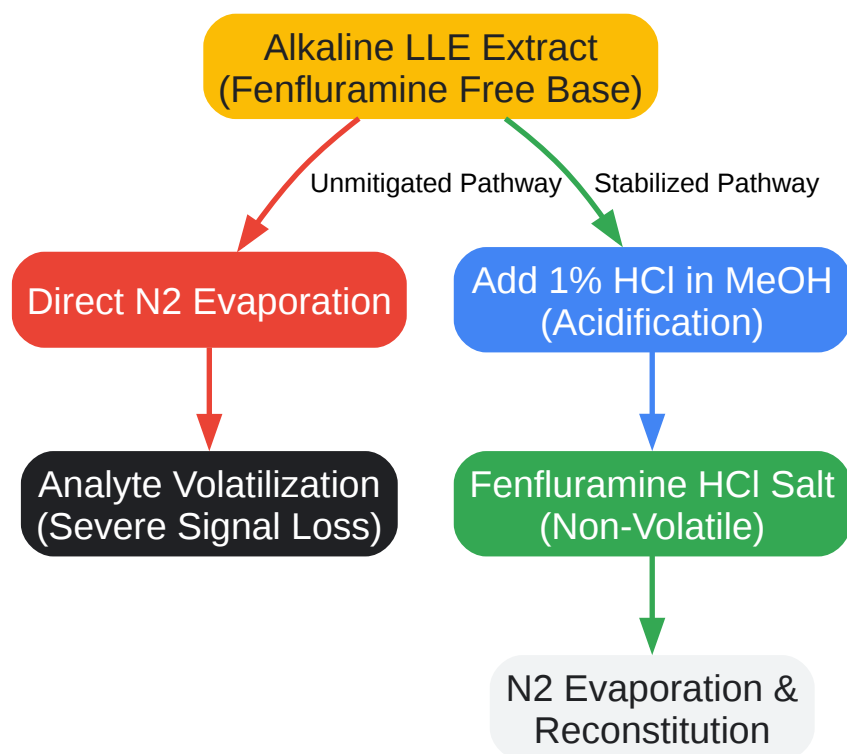 Alkaline LLE Extract
(Fenfluramine Free Base)
Unmitigated Pathway
Stabilized Pathway
Direct N2 Evaporation
Add 1% HCl in MeOH
(Acidification)
Analyte Volatilization
(Severe Signal Loss)
Fenfluramine HCl Salt
(Non-Volatile)
N2 Evaporation &
Reconstitution